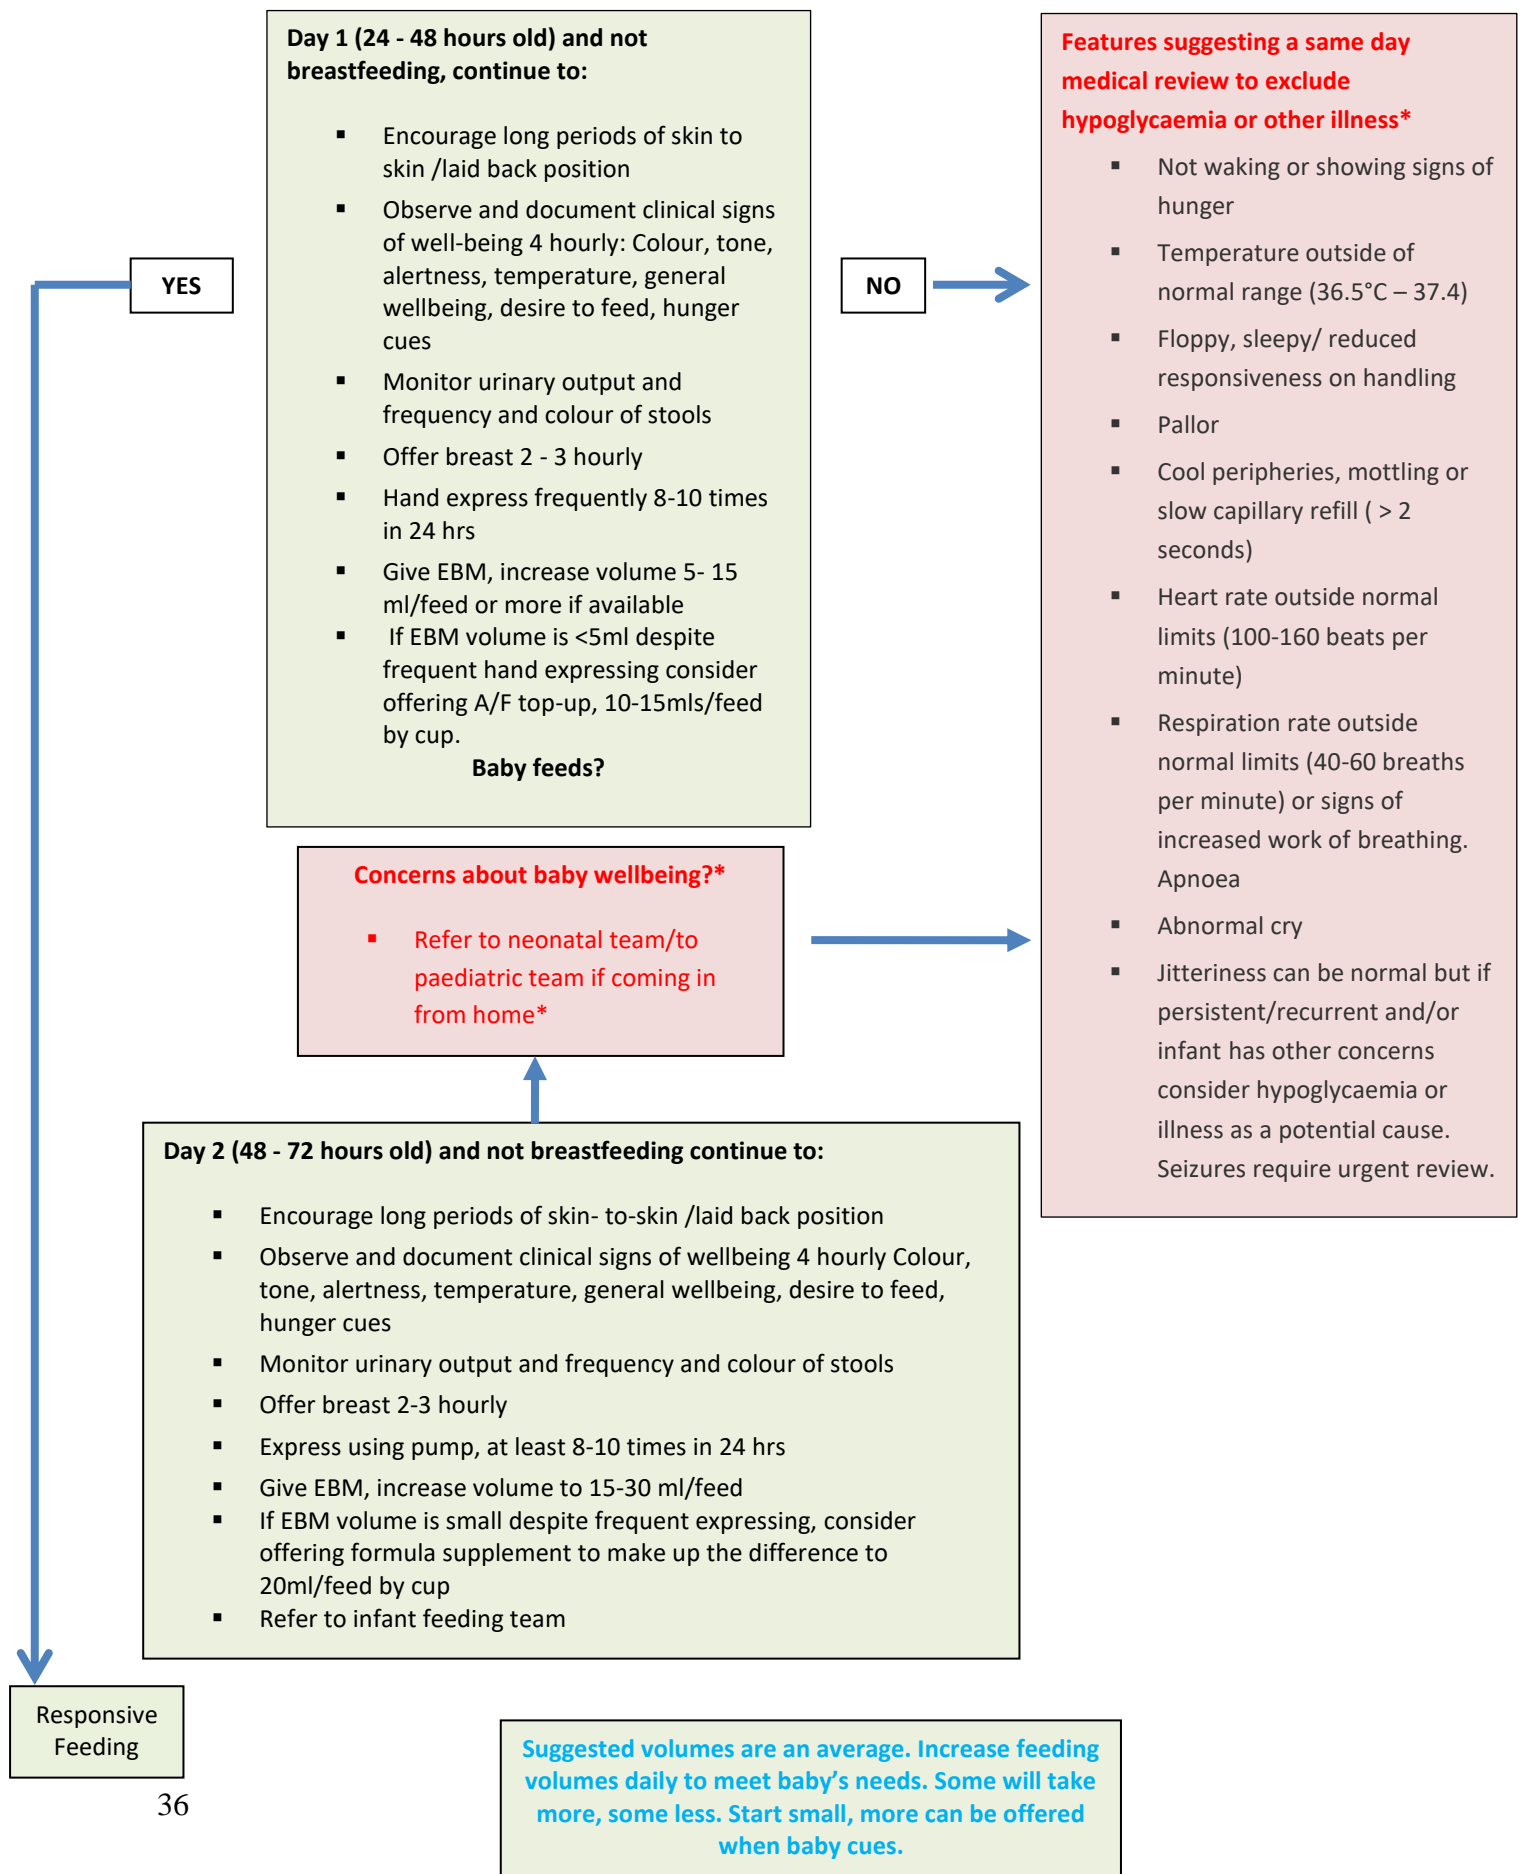 Day 1 (24 - 48 hours old) and not
breastfeeding, continue to:
▪ Encourage long periods of skin to
skin /laid back position
▪ Observe and document clinical signs
of well-being 4 hourly: Colour, tone,
alertness, temperature, general
wellbeing, desire to feed, hunger
cues
▪ Monitor urinary output and
frequency and colour of stools
▪ Offer breast 2 - 3 hourly
▪ Hand express frequently 8-10 times
in 24 hrs
▪ Give EBM, increase volume 5- 15
ml/feed or more if available
▪ If EBM volume is <5ml despite
frequent hand expressing consider
offering A/F top-up, 10-15mls/feed
by cup.
Baby feeds?
YES
NO
Features suggesting a same day
medical review to exclude
hypoglycaemia or other illness*
▪ Not waking or showing signs of
hunger
▪ Temperature outside of
normal range (36.5°C – 37.4)
▪ Floppy, sleepy/ reduced
responsiveness on handling
▪ Pallor
▪ Cool peripheries, mottling or
slow capillary refill ( > 2
seconds)
▪ Heart rate outside normal
limits (100-160 beats per
minute)
▪ Respiration rate outside
normal limits (40-60 breaths
per minute) or signs of
increased work of breathing.
Apnoea
▪ Abnormal cry
▪ Jitteriness can be normal but if
persistent/recurrent and/or
infant has other concerns
consider hypoglycaemia or
illness as a potential cause.
Seizures require urgent review.
Concerns about baby wellbeing?*
▪ Refer to neonatal team/to
paediatric team if coming in
from home*
Day 2 (48 - 72 hours old) and not breastfeeding continue to:
▪ Encourage long periods of skin- to-skin /laid back position
▪ Observe and document clinical signs of wellbeing 4 hourly Colour,
tone, alertness, temperature, general wellbeing, desire to feed,
hunger cues
▪ Monitor urinary output and frequency and colour of stools
▪ Offer breast 2-3 hourly
▪ Express using pump, at least 8-10 times in 24 hrs
▪ Give EBM, increase volume to 15-30 ml/feed
▪ If EBM volume is small despite frequent expressing, consider
offering formula supplement to make up the difference to
20ml/feed by cup
▪ Refer to infant feeding team
Responsive
Feeding
Suggested volumes are an average. Increase feeding
volumes daily to meet baby’s needs. Some will take
more, some less. Start small, more can be offered
when baby cues.
36